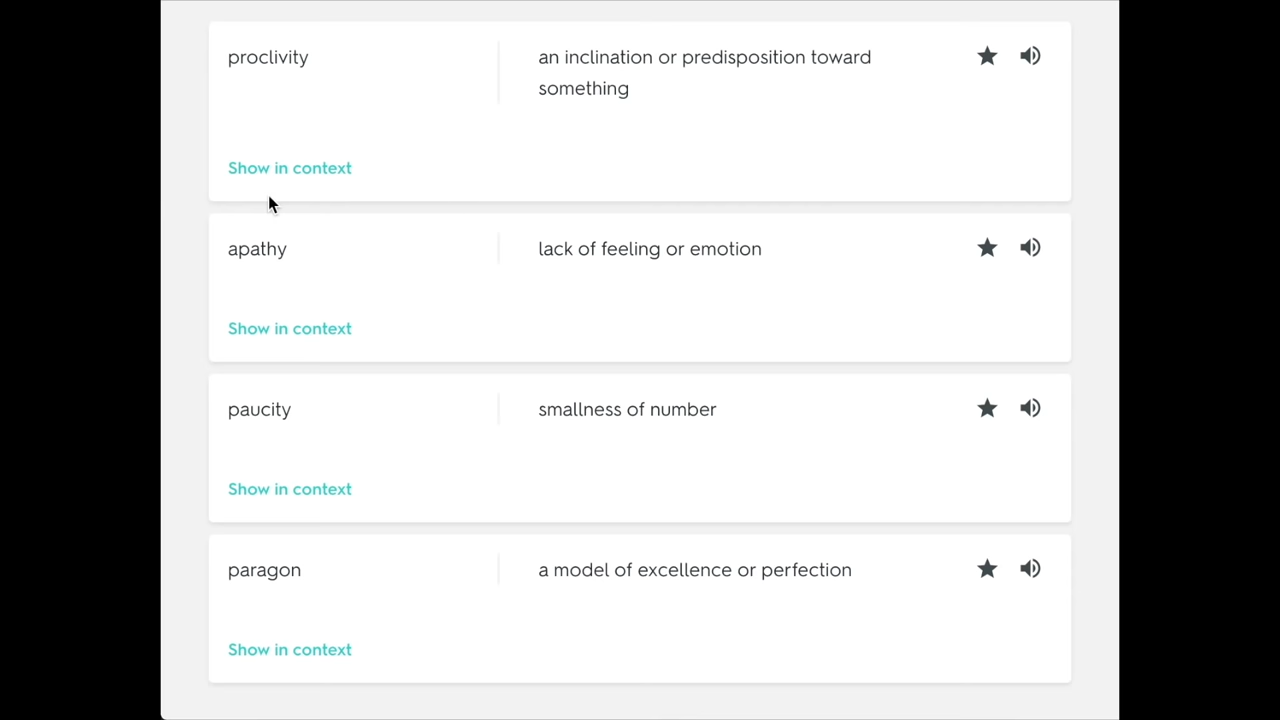 proclivity
an inclination or predisposition toward
something
Show in context
apathy
lack of feeling or emotion
Show in context
paucity
smallness of number
Show in context
paragon
a model of excellence or perfection
Show in context